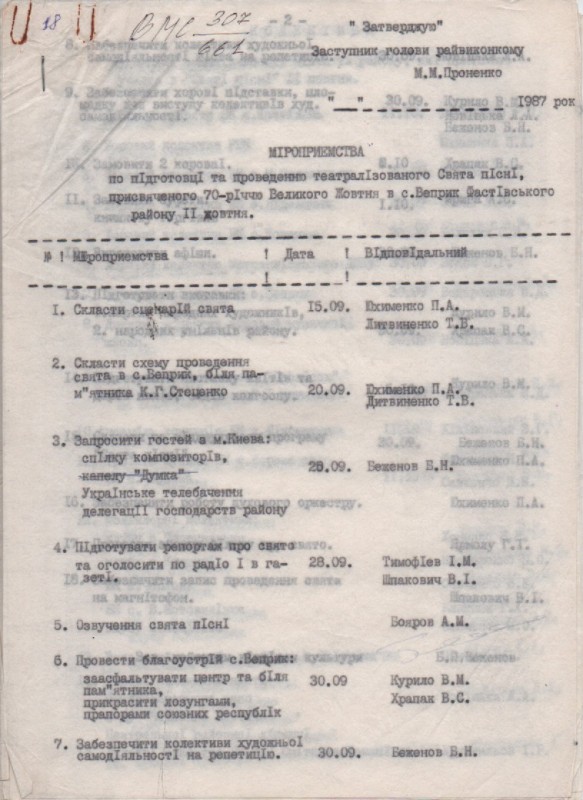 18
ВМС 307
661
" Затверджую"
Заступник голови райвиконкому
М.М.Проненко
"___"__________ 1987 рок
МІРОПРИЄМСТВА
по підготовці та проведенню театралізованого Свята пісні,
присвяченого 70-річчю Великого Жовтня в с.Веприк Фастівського
району II жовтня.
№ ! Міроприємства ! Дата ! Відповідальний
1. Скласти сценарій свята 15.09. Юхименко П.А.
Литвиненко Т.В.
2. Скласти схему проведення
свята в с.Веприк, біля па-
м"ятника К.Г.Стеценко 20.09. Юхименко П.А.
Литвиненко Т.В.
3. Запросити гостей з м.Києва:
спілку композиторів, 25.09. Беженов Б.Н.
капелу "Думка"
Українське телебачення
делегації господарств району
4. Підготувати репортаж про свято
та оголосити по радіо і в га- 28.09. Тимофієв І.М.
зеті. Шпакович В.І.
5. Озвучення свята пісні Бояров А.М.
6. Провести благоустрій с.Веприк:
заасфальтувати центр та біля 30.09 Курило В.М.
пам"ятника, Храпак В.С.
прикрасити лозунгами,
прапорами союзних республік
7. Забезпечити колективи художньої
самодіяльності на репетицію. 30.09. Беженов Б.Н.